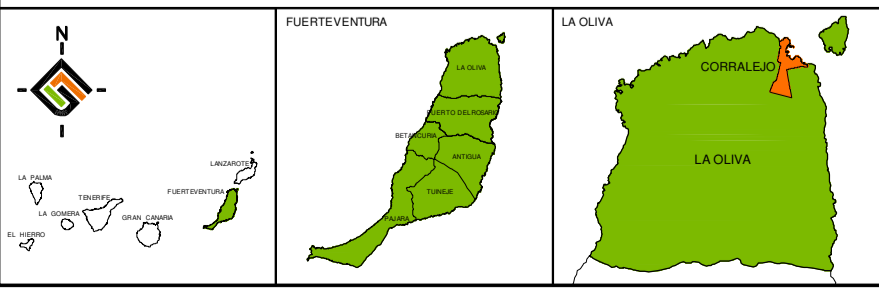 N
LANZAROTE
LA PALMA
FUERTEVENTURA
TENERIFE
LA GOMERA
GRAN CANARIA
EL HIERRO
FUERTEVENTURA
LA OLIVA
PUERTO DEL ROSARIO
BETANCURIA
ANTIGUA
TUINEJE
PAJARA
LA OLIVA
CORRALEJO
LA OLIVA